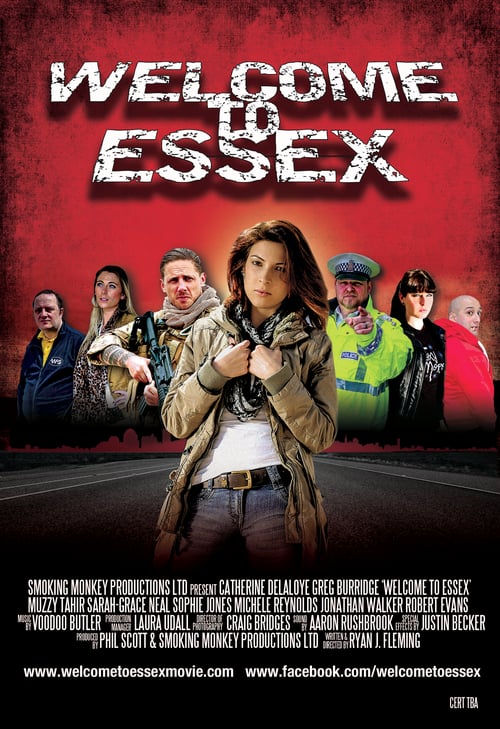 WELCOME
TO
ESSEX
POLICE
SMOKING MONKEY PRODUCTIONS LTD PRESENT CATHERINE DELALOYE GREG BURRIDGE 'WELCOME TO ESSEX'
MUZZY TAHIR SARAH-GRACE NEAL SOPHIE JONES MICHELE REYNOLDS JONATHAN WALKER ROBERT EVANS
MUSIC BY VOODOO BUTLER PRODUCTION MANAGER LAURA UDALL DIRECTOR OF PHOTOGRAPHY CRAIG BRIDGES SOUND BY AARON RUSHBROOK SPECIAL EFFECTS BY JUSTIN BECKER
PRODUCED BY PHIL SCOTT & SMOKING MONKEY PRODUCTIONS LTD WRITTEN & DIRECTED BY RYAN J. FLEMING
www.welcometoessexmovie.com www.facebook.com/welcometoessex
CERT TBA